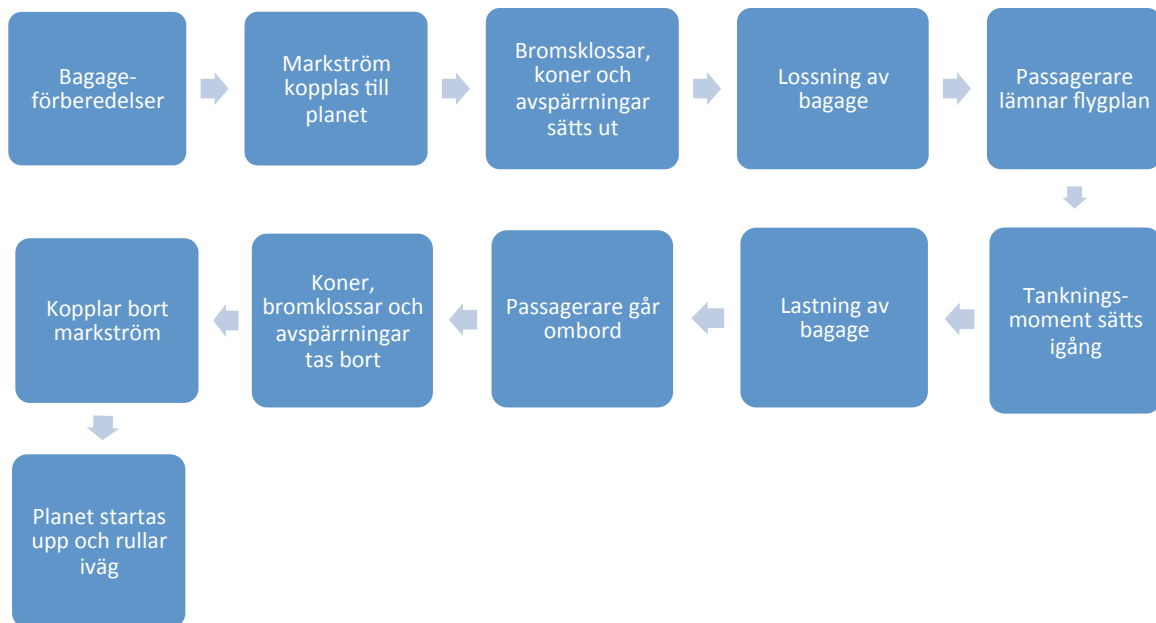 Bagage-
förberedelser
Markström
kopplas till
planet
Bromsklossar,
koner och
avspärrningar
sätts ut
Lossning av
bagage
Passagerare
lämnar flygplan
Tanknings-
moment sätts
igång
Lastning av
bagage
Passagerare går
ombord
Koner,
bromklossar och
avspärrningar
tas bort
Kopplar bort
markström
Planet startas
upp och rullar
iväg